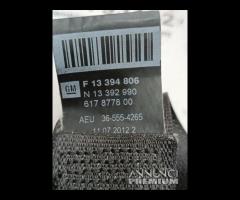 GM
F 13 394 806
N 13 392 990
617 8778 00
AEU 36-555-4265
11.07.2012 2
ANNUNCI
PREMIUM